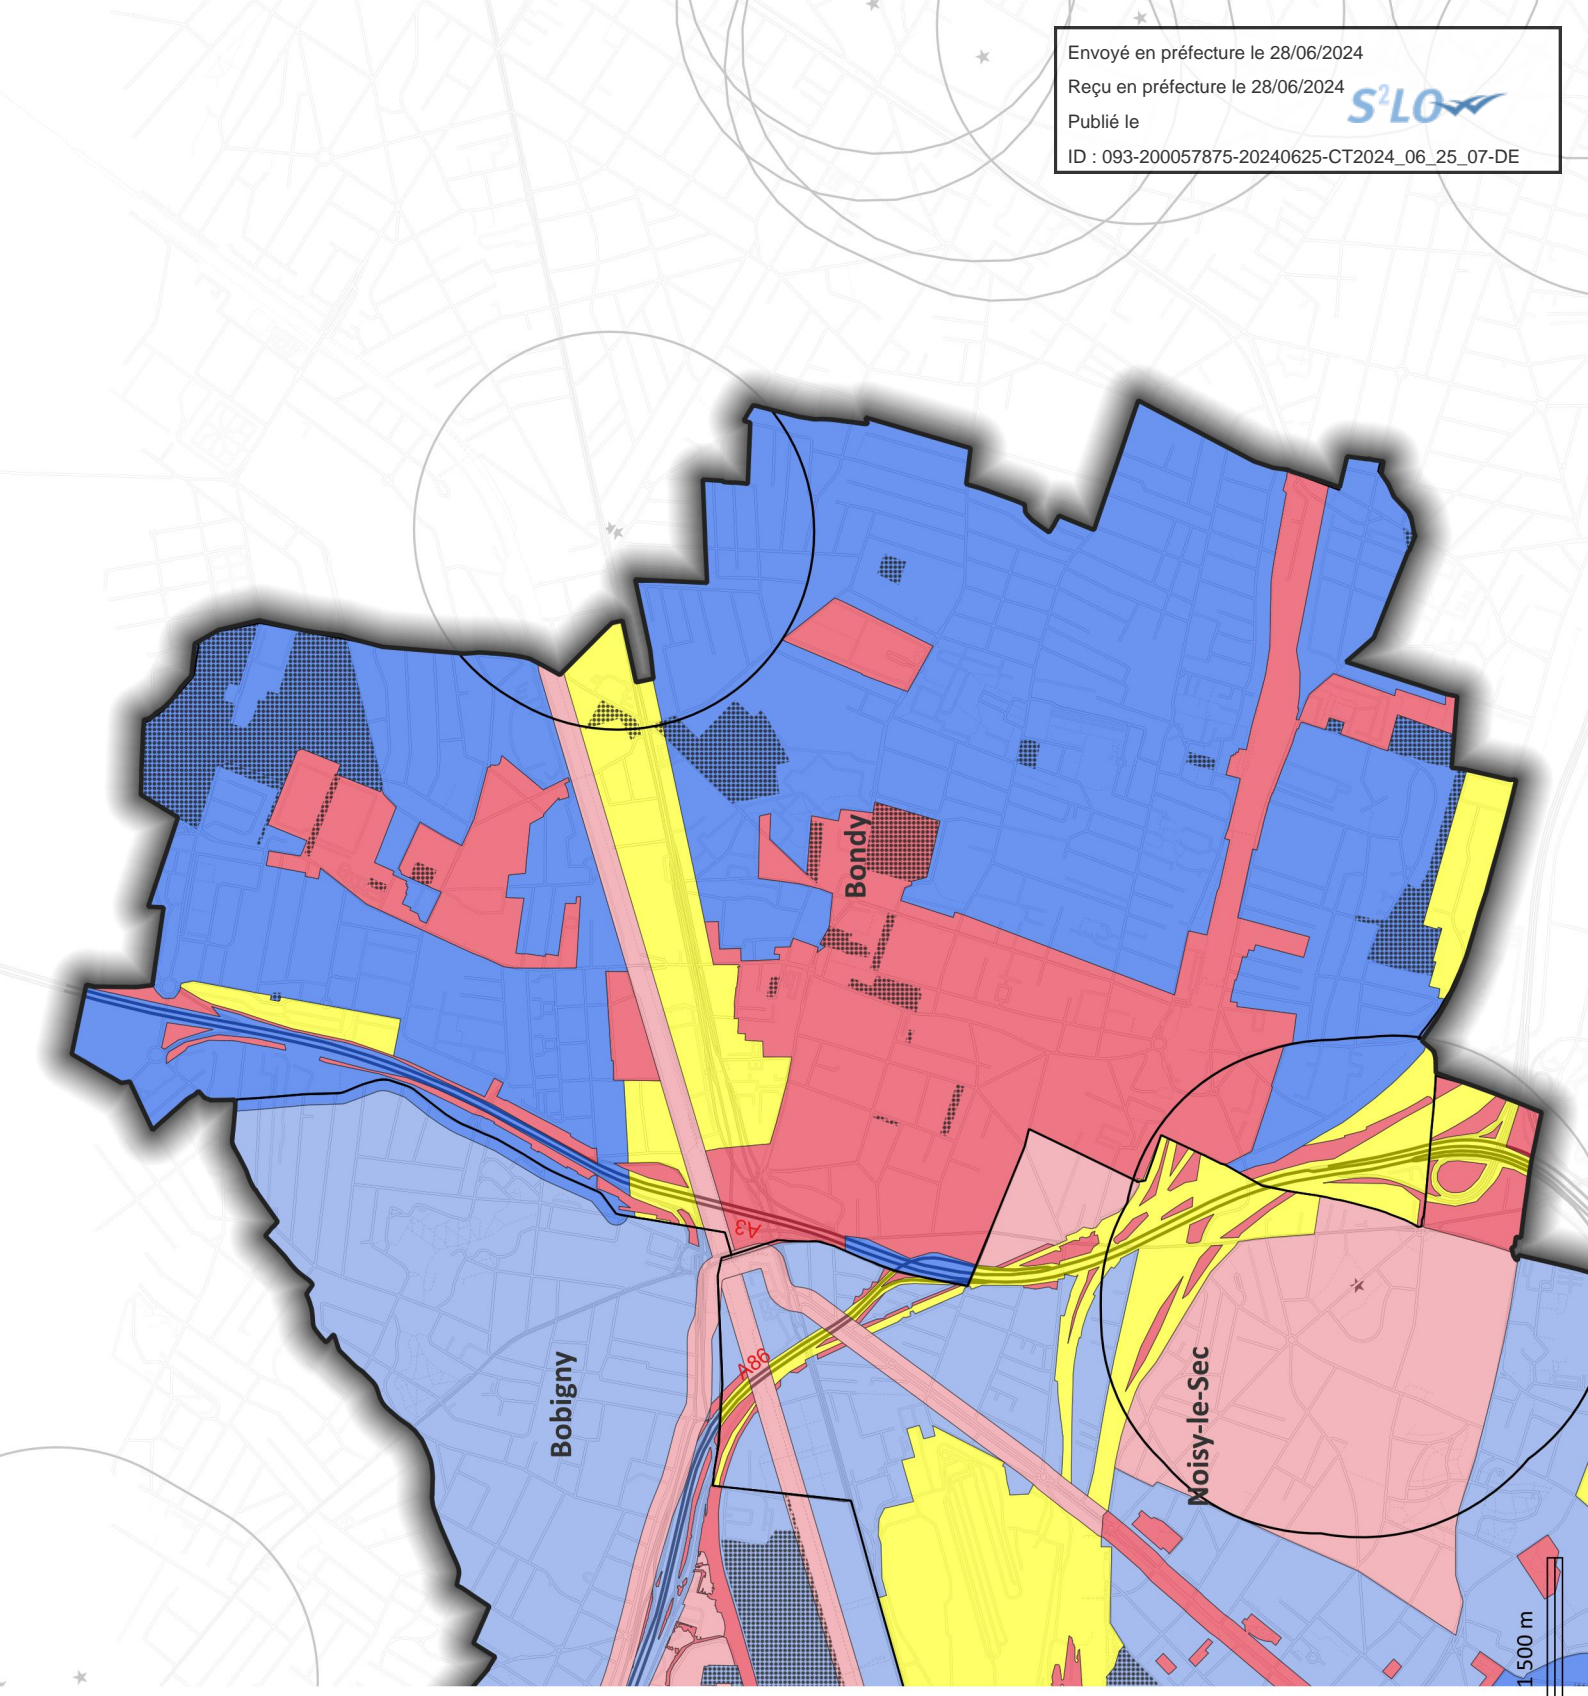 Envoyé en préfecture le 28/06/2024
Reçu en préfecture le 28/06/2024
S²LO
Publié le
ID : 093-200057875-20240625-CT2024_06_25_07-DE
Bondy
A3
A86
Bobigny
Noisy-le-Sec
1 500 m